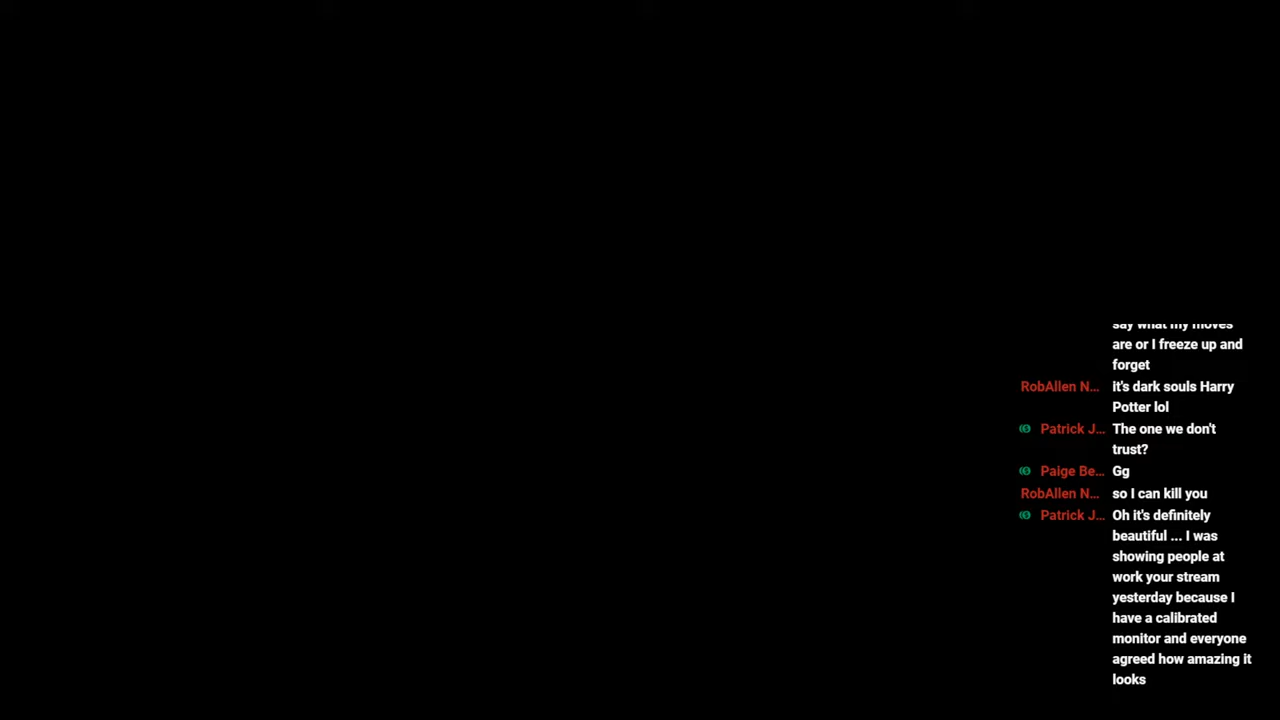 say what my moves
are or I freeze up and
forget
RobAllen N... it's dark souls Harry
Potter lol
Patrick J... The one we don't
trust?
Paige Be... Gg
RobAllen N... so I can kill you
Patrick J... Oh it's definitely
beautiful ... I was
showing people at
work your stream
yesterday because I
have a calibrated
monitor and everyone
agreed how amazing it
looks